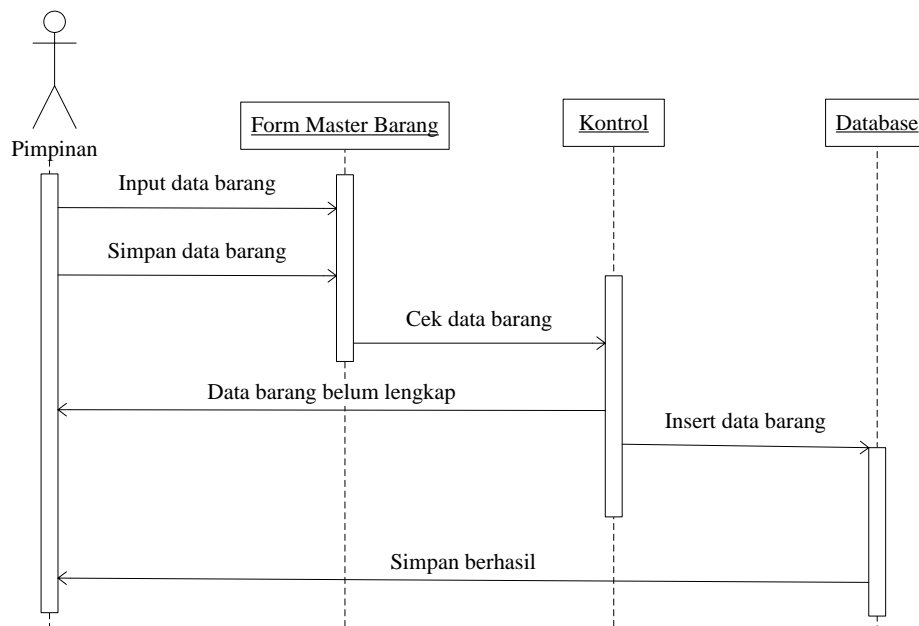 Pimpinan
Form Master Barang
Kontrol
Database
Input data barang
Simpan data barang
Cek data barang
Data barang belum lengkap
Insert data barang
Simpan berhasil